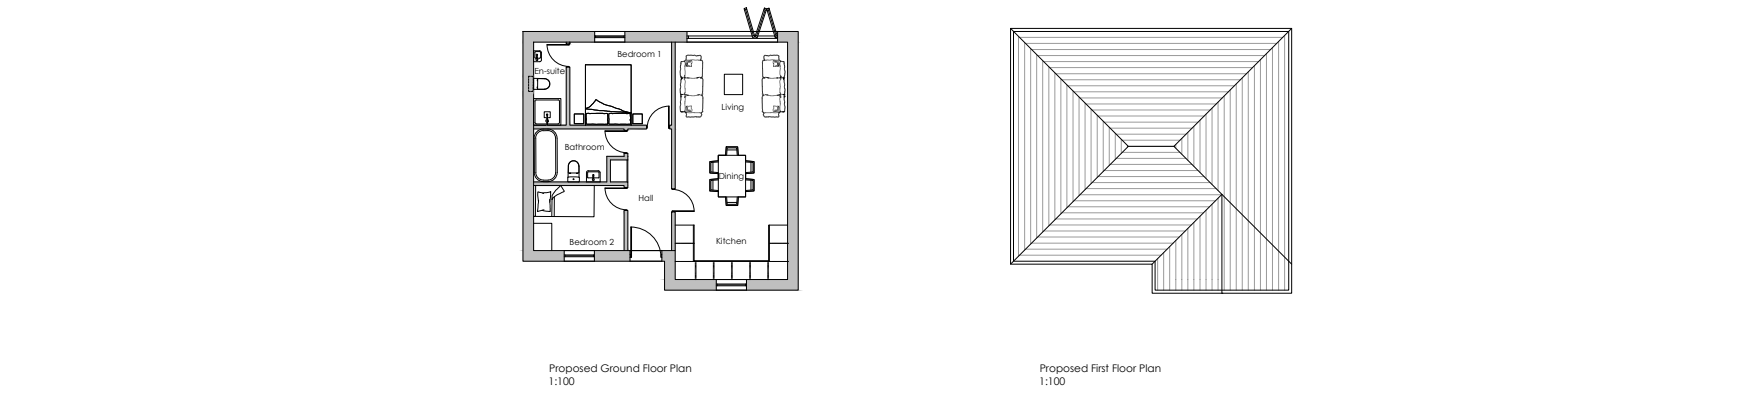 Bedroom 1
En-suite
Living
Bathroom
Dining
Hall
Kitchen
Bedroom 2
Proposed Ground Floor Plan
1:100
Proposed First Floor Plan
1:100